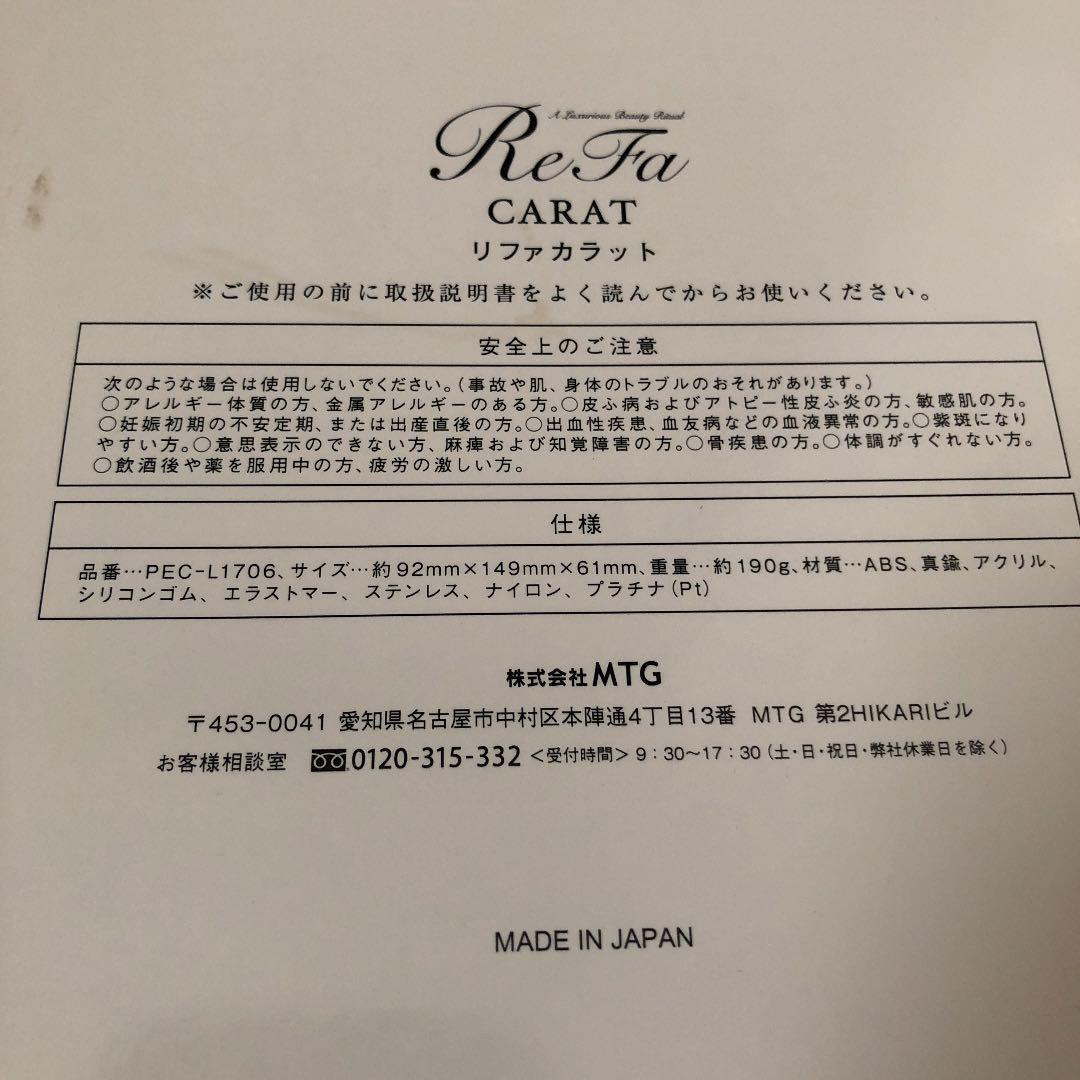 A Luxurious Beauty Ritual
ReFa
CARAT
リファカラット
※ご使用の前に取扱説明書をよく読んでからお使いください。
安全上のご注意
次のような場合は使用しないでください。(事故や肌、身体のトラブルのおそれがあります。)
○アレルギー体質の方、金属アレルギーのある方。○皮ふ病およびアトピー性皮ふ炎の方、敏感肌の方。
○妊娠初期の不安定期、または出産直後の方。○出血性疾患、血友病などの血液異常の方。○紫斑になり
やすい方。○意思表示のできない方、麻痺および知覚障害の方。○骨疾患の方。○体調がすぐれない方。
○飲酒後や薬を服用中の方、疲労の激しい方。
仕様
品番…PEC-L1706、サイズ…約92mm×149mm×61mm、重量…約190g、材質…ABS、真鍮、アクリル、
シリコンゴム、エラストマー、ステンレス、ナイロン、プラチナ(Pt)
株式会社MTG
〒453-0041 愛知県名古屋市中村区本陣通4丁目13番 MTG 第2HIKARIビル
お客様相談室 0120-315-332 <受付時間> 9:30〜17:30(土・日・祝日・弊社休業日を除く)
MADE IN JAPAN